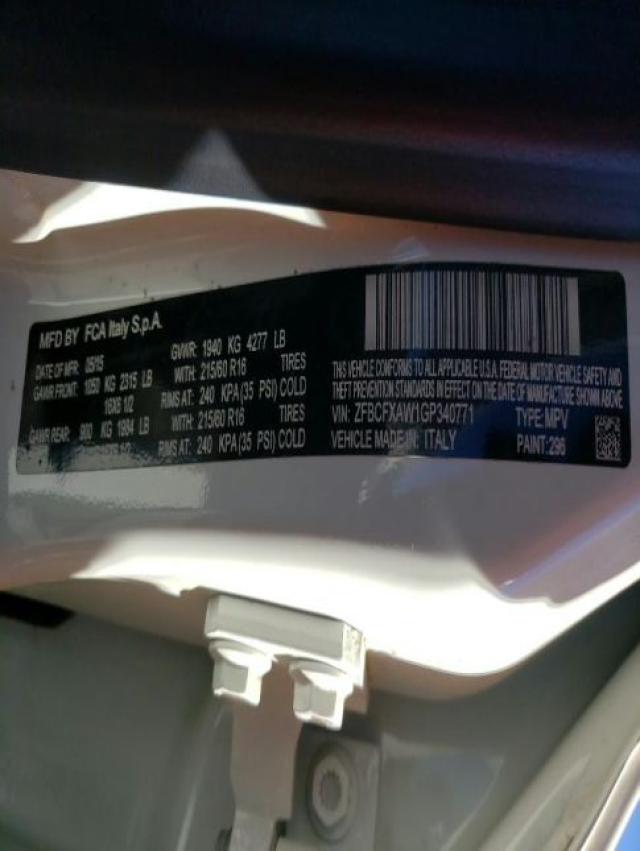 MFD BY FCA Italy S.p.A.
DATE OF MFR: 05/15 GVWR: 1940 KG 4277 LB
GAWR FRONT: 1050 KG 2315 LB WITH: 215/60 R16 TIRES
16X6 1/2 RIMS AT: 240 KPA (35 PSI) COLD
GAWR REAR: 900 KG 1984 LB WITH: 215/60 R16 TIRES
RIMS AT: 240 KPA (35 PSI) COLD
THIS VEHICLE CONFORMS TO ALL APPLICABLE U.S.A. FEDERAL MOTOR VEHICLE SAFETY AND
THEFT PREVENTION STANDARDS IN EFFECT ON THE DATE OF MANUFACTURE SHOWN ABOVE
VIN: ZFBCFXAW1GP340771 TYPE: MPV
VEHICLE MADE IN: ITALY PAINT: 296